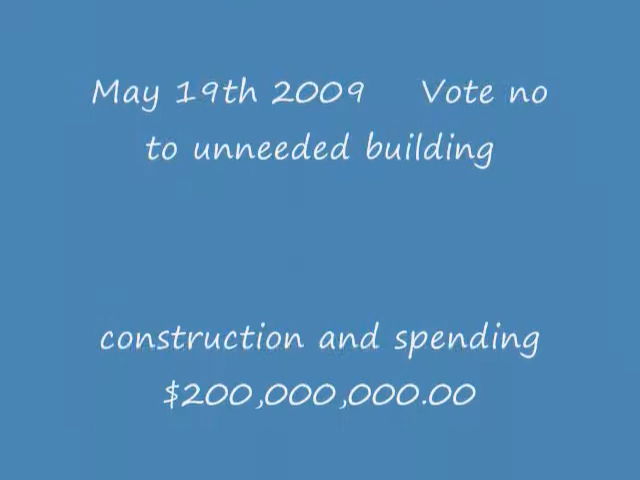 May 19th 2009 Vote no
to unneeded building
construction and spending
$200,000,000.00